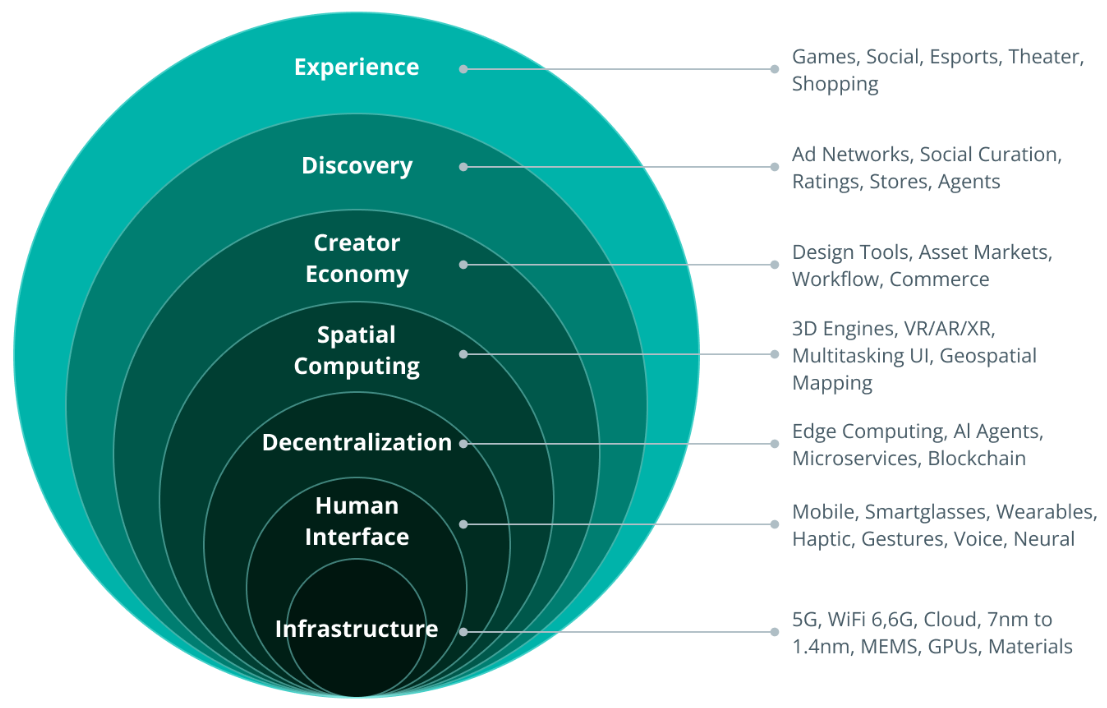 Experience
Games, Social, Esports, Theater,
Shopping
Discovery
Ad Networks, Social Curation,
Ratings, Stores, Agents
Creator
Economy
Design Tools, Asset Markets,
Workflow, Commerce
Spatial
Computing
3D Engines, VR/AR/XR,
Multitasking UI, Geospatial
Mapping
Decentralization
Edge Computing, AI Agents,
Microservices, Blockchain
Human
Interface
Mobile, Smartglasses, Wearables,
Haptic, Gestures, Voice, Neural
Infrastructure
5G, WiFi 6,6G, Cloud, 7nm to
1.4nm, MEMS, GPUs, Materials